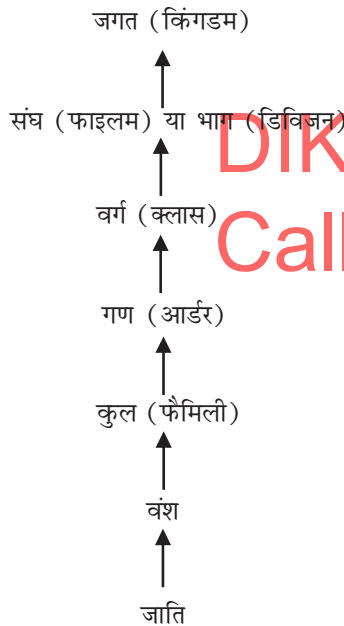 जगत (किंगडम)
संघ (फाइलम) या भाग (डिविजन)
DIK
वर्ग (क्लास)
Call
गण (आर्डर)
कुल (फैमिली)
वंश
जाति